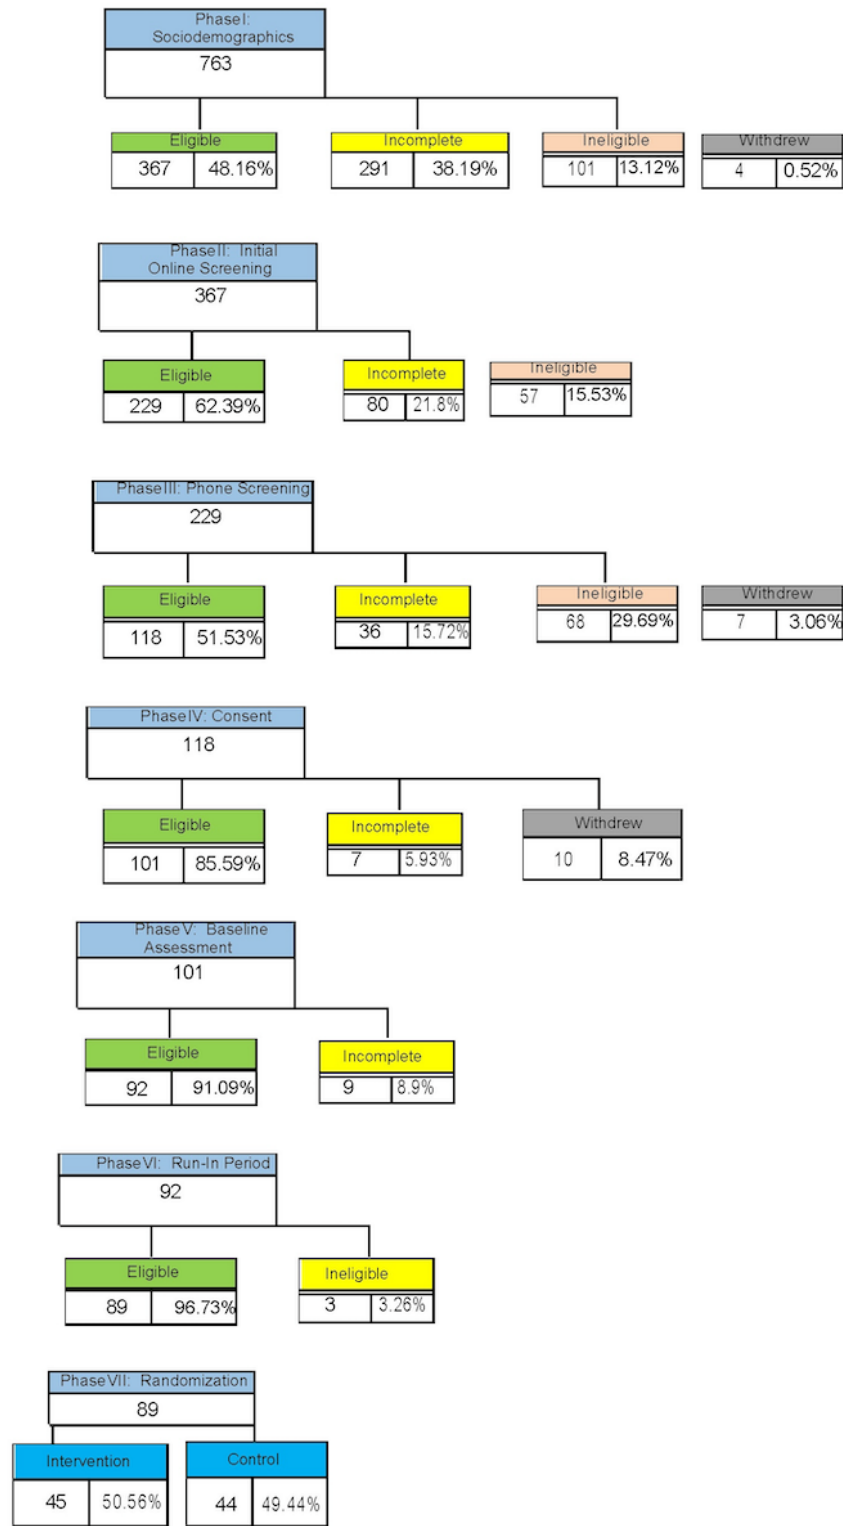 Phase I:
Sociodemographics
763
Eligible
Incomplete
Ineligible
Withdrew
367 48.16%
291 38.19%
101 13.12%
4 0.52%
Phase II: Initial
Online Screening
367
Eligible
Incomplete
Ineligible
229 62.39%
80 21.8%
57 15.53%
Phase III: Phone Screening
229
Eligible
Incomplete
Ineligible
Withdrew
118 51.53%
36 15.72%
68 29.69%
7 3.06%
Phase IV: Consent
118
Eligible
Incomplete
Withdrew
101 85.59%
7 5.93%
10 8.47%
Phase V: Baseline
Assessment
101
Eligible
Incomplete
92 91.09%
9 8.9%
Phase VI: Run-In Period
92
Eligible
Ineligible
89 96.73%
3 3.26%
Phase VII: Randomization
89
Intervention
Control
45 50.56%
44 49.44%